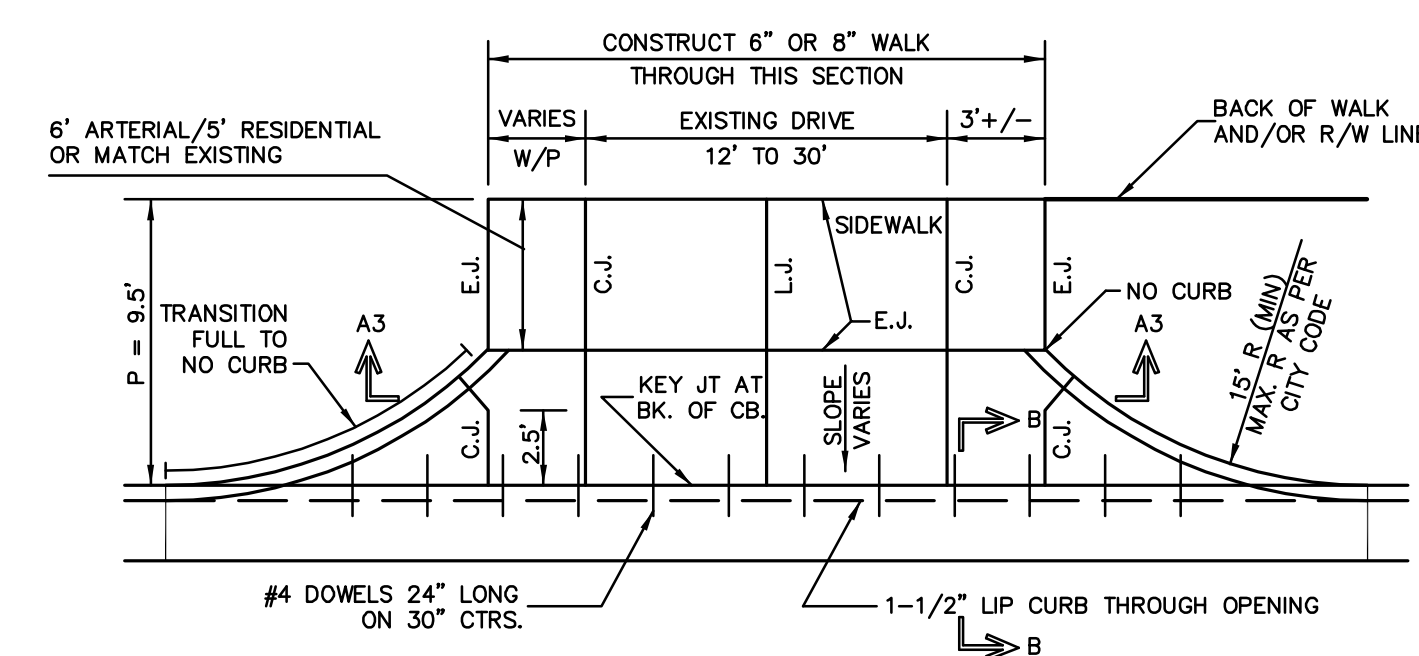 CONSTRUCT 6" OR 8" WALK
THROUGH THIS SECTION
VARIES
W/P
EXISTING DRIVE
12' TO 30'
3'+/-
BACK OF WALK
AND/OR R/W LINE
6' ARTERIAL/5' RESIDENTIAL
OR MATCH EXISTING
P = 9.5'
TRANSITION
FULL TO
NO CURB
A3
E.J.
C.J.
L.J.
SIDEWALK
E.J.
C.J.
E.J.
NO CURB
A3
15' R (MIN)
MAX. R AS PER
CITY CODE
C.J.
2.5'
KEY JT AT
BK. OF CB.
SLOPE
VARIES
B
C.J.
#4 DOWELS 24" LONG
ON 30" CTRS.
1-1/2" LIP CURB THROUGH OPENING
B